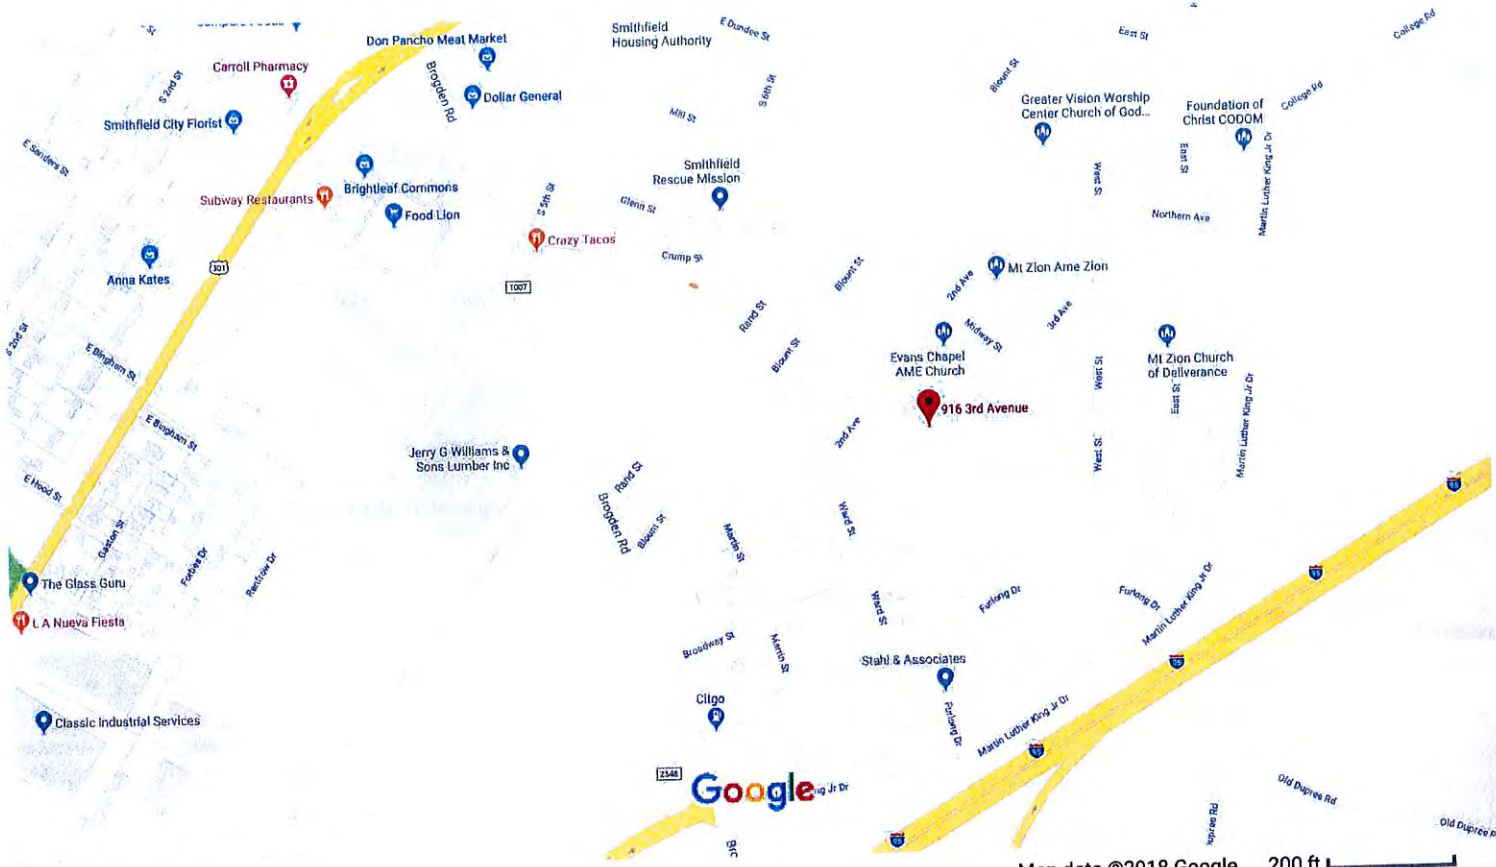 St
Don Pancho Meat Market
Smithfield
Housing Authority
E Dundee St
East St
College Rd
Carroll Pharmacy
S 2nd St
Brogden Rd
Dollar General
Mill St
S 6th St
Blount St
Greater Vision Worship
Center Church of God...
Foundation of
Christ CODOM
College Rd
Smithfield City Florist
E Sanders St
Brightleaf Commons
Subway Restaurants
Food Lion
S 5th St
Glenn St
Smithfield
Rescue Mission
West St
East St
Martin Luther King Jr Dr
Northern Ave
Crazy Tacos
Anna Kates
301
1007
Crump St
Blount St
2nd Ave
Mt Zion Ame Zion
3rd Ave
Rand St
Blount St
Midway St
S 2nd St
E Bingham St
Evans Chapel
AME Church
West St
Mt Zion Church
of Deliverance
East St
Martin Luther King Jr Dr
916 3rd Avenue
E Bingham St
2nd Ave
West St
Jerry G Williams &
Sons Lumber Inc
E Hood St
Rand St
Brogden Rd
Blount St
Martin St
Ward St
95
Gaston St
Forbes Dr
Renfrow Dr
The Glass Guru
L A Nueva Fiesta
Ward St
Furlong Dr
Furlong Dr
Martin Luther King Jr Dr
95
Broadway St
Martin St
Stahl & Associates
95
Classic Industrial Services
Citgo
Furlong Dr
Martin Luther King Jr Dr
95
2546
Google
ng Jr Dr
Old Dupree Rd
upree Rd
Old Dupree R
95
Brc
Map data ©2018 Google
200 ft